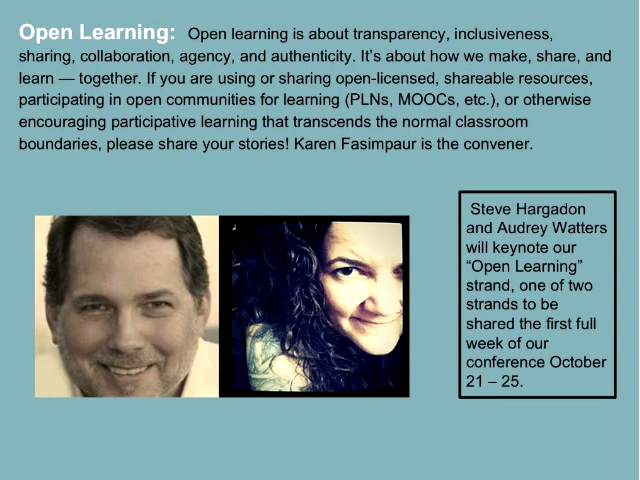 Open Learning: Open learning is about transparency, inclusiveness,
sharing, collaboration, agency, and authenticity. It’s about how we make, share, and
learn — together. If you are using or sharing open-licensed, shareable resources,
participating in open communities for learning (PLNs, MOOCs, etc.), or otherwise
encouraging participative learning that transcends the normal classroom
boundaries, please share your stories! Karen Fasimpaur is the convener.
Steve Hargadon
and Audrey Watters
will keynote our
“Open Learning”
strand, one of two
strands to be
shared the first full
week of our
conference October
21 – 25.